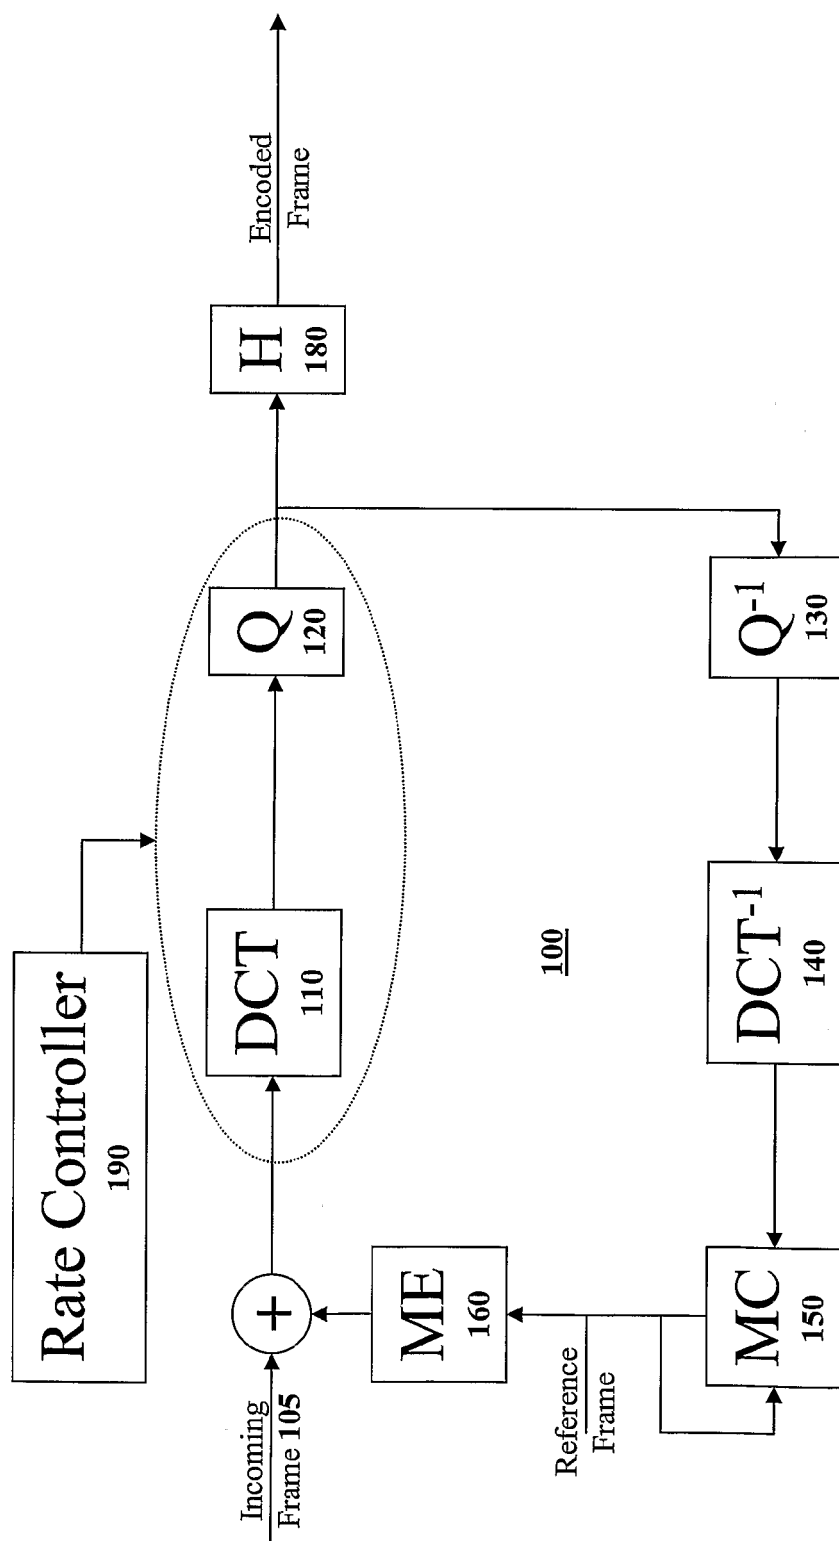 Rate Controller
190
Incoming
Frame 105
+
DCT
110
Q
120
H
180
Encoded
Frame
ME
160
100
Reference
Frame
MC
150
DCT-1
140
Q-1
130